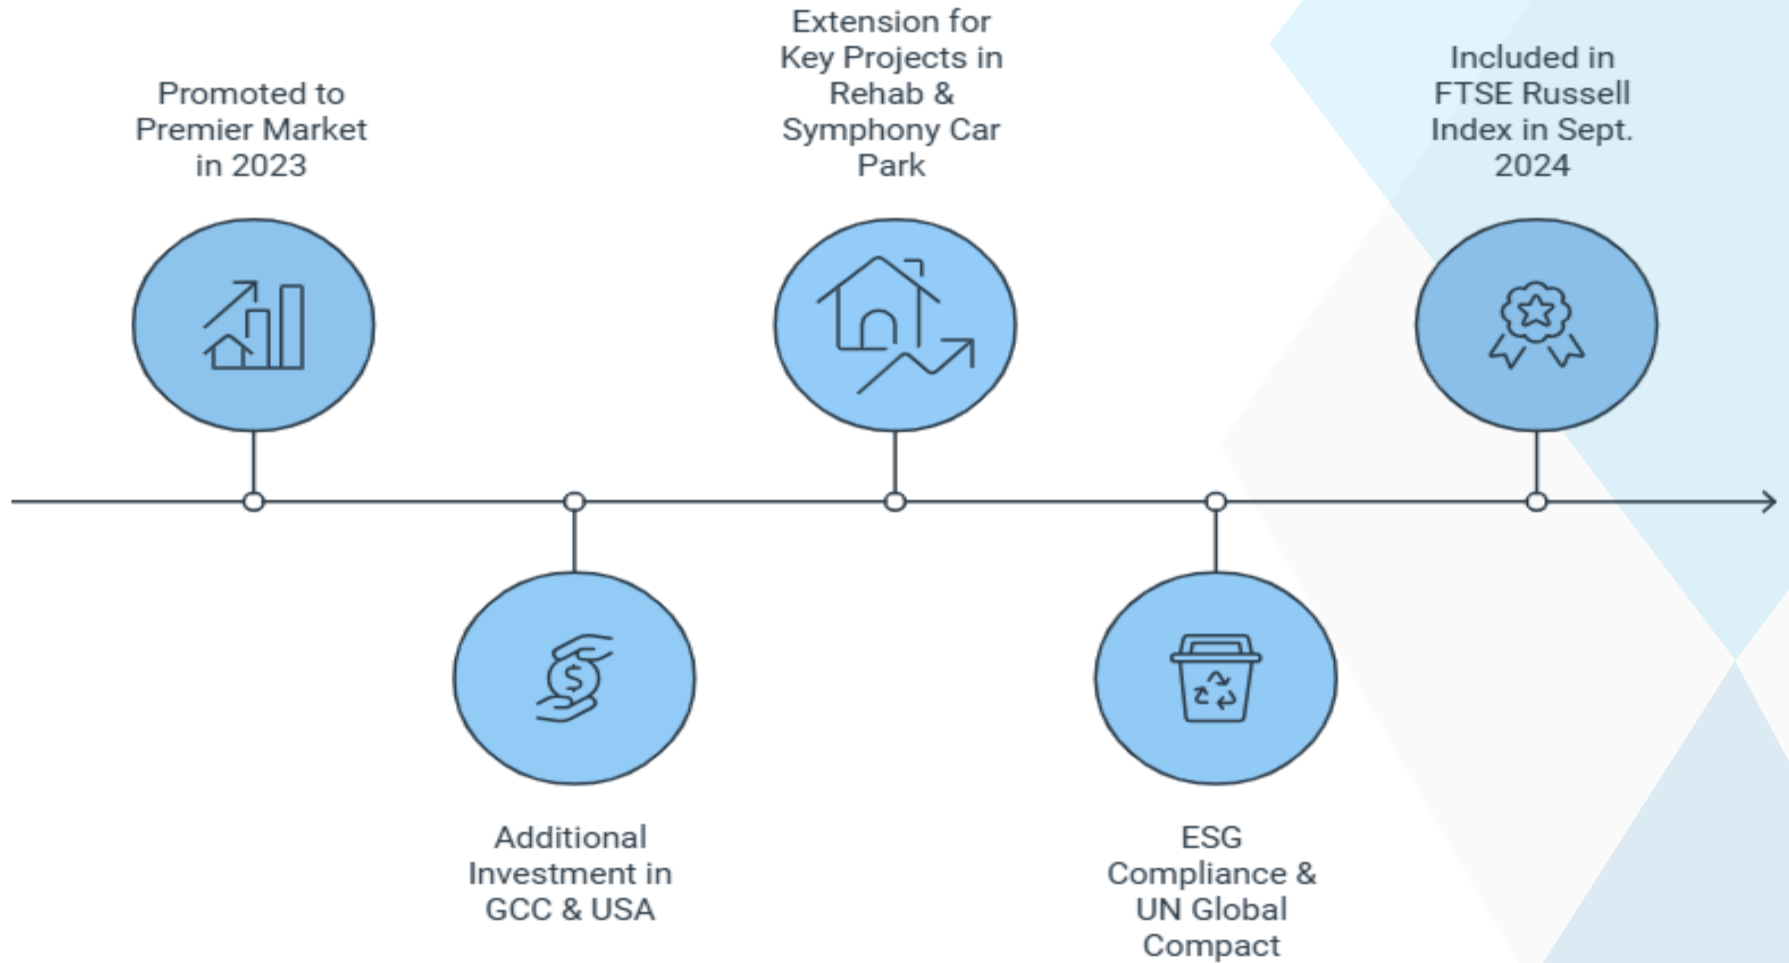 Promoted to
Premier Market
in 2023
Additional
Investment in
GCC & USA
Extension for
Key Projects in
Rehab &
Symphony Car
Park
ESG
Compliance &
UN Global
Compact
Included in
FTSE Russell
Index in Sept.
2024